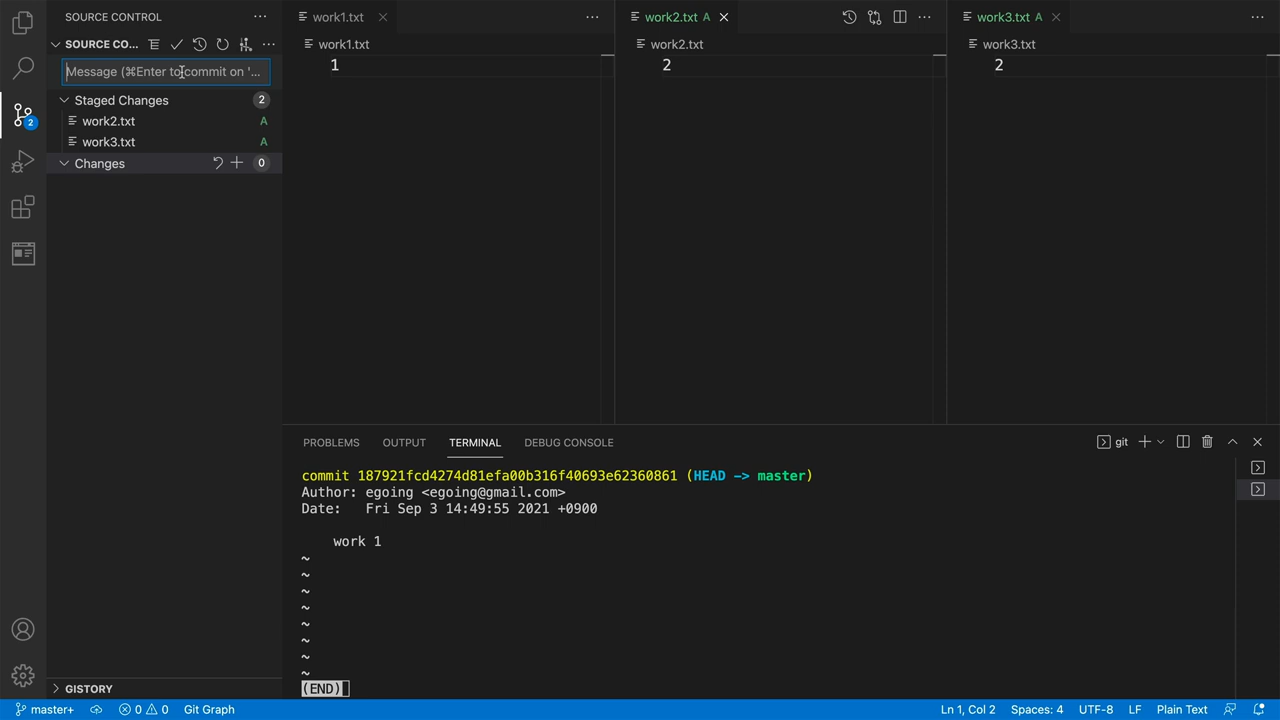 SOURCE CONTROL
SOURCE CO...
Message (⌘Enter to commit on '...
Staged Changes 2
work2.txt A
work3.txt A
Changes 0
2
GISTORY
work1.txt
work1.txt
1
work2.txt A
work2.txt
2
work3.txt A
work3.txt
2
PROBLEMS OUTPUT TERMINAL DEBUG CONSOLE
git
commit 187921fcd4274d81efa00b316f40693e62360861 (HEAD -> master)
Author: egoing <egoing@gmail.com>
Date:   Fri Sep 3 14:49:55 2021 +0900
work 1
~
~
~
~
~
~
~
~
(END)
master+ 0 0 Git Graph Ln 1, Col 2 Spaces: 4 UTF-8 LF Plain Text